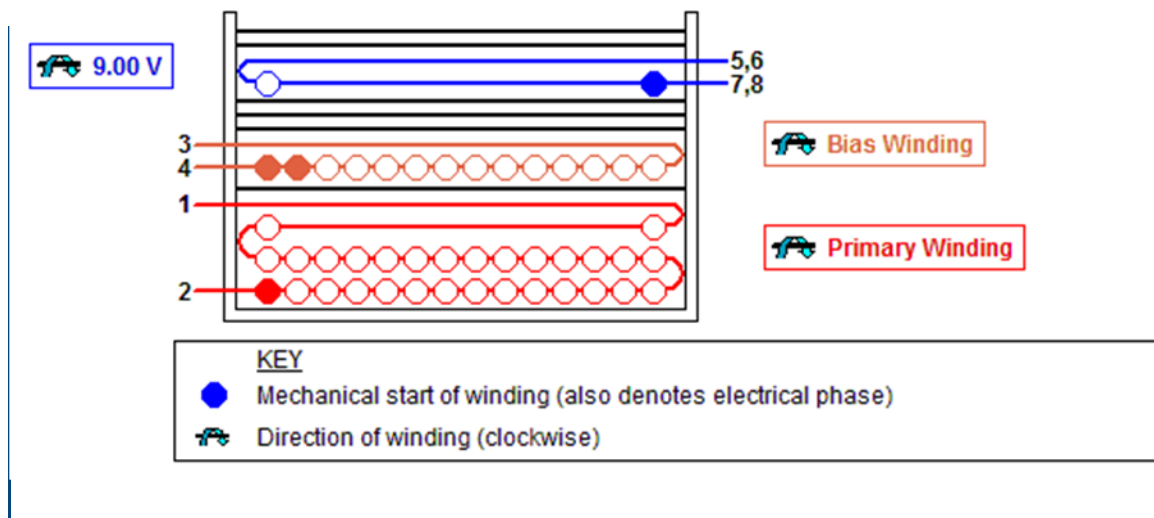 9.00 V
5,6
7,8
3
4
Bias Winding
1
Primary Winding
2
KEY
Mechanical start of winding (also denotes electrical phase)
Direction of winding (clockwise)